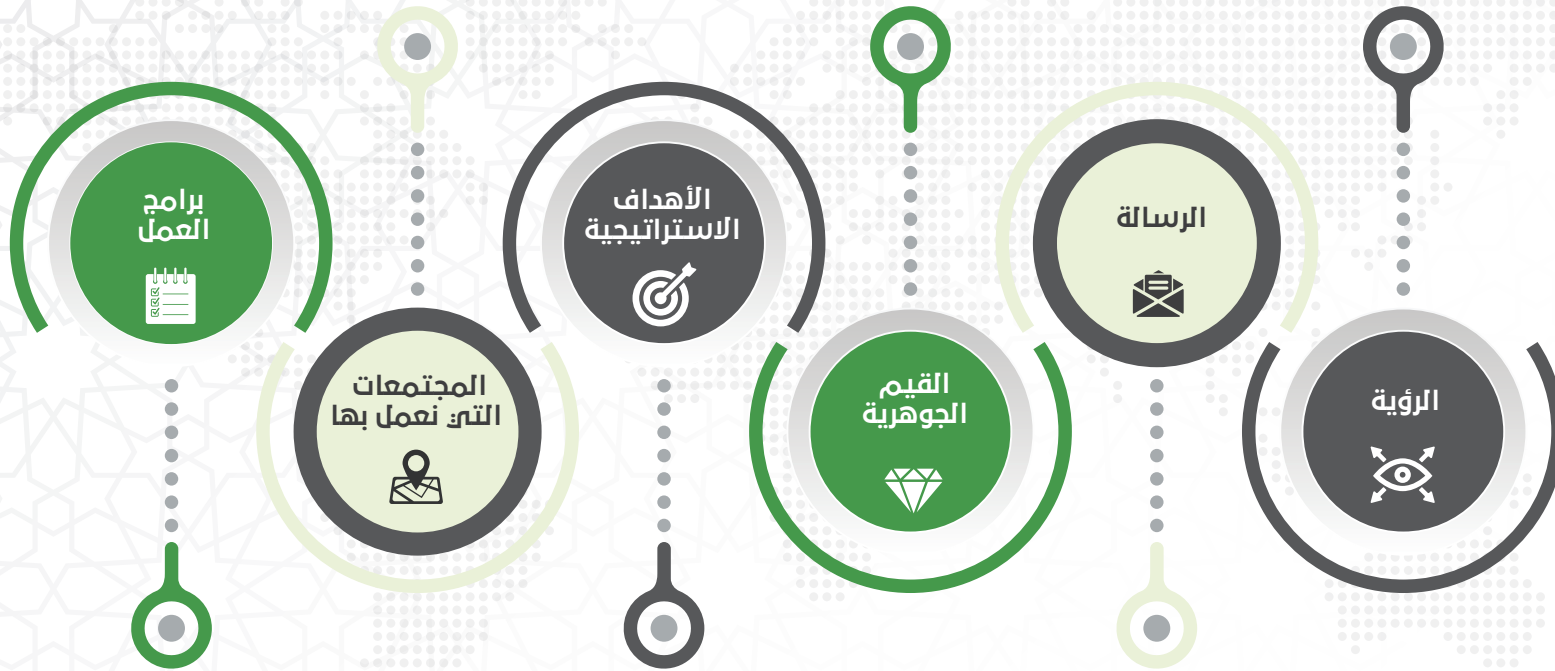 الرؤية
الرسالة
القيم
الجوهرية
الأهداف
الاستراتيجية
المجتمعات
التي نعمل بها
برامج
العمل